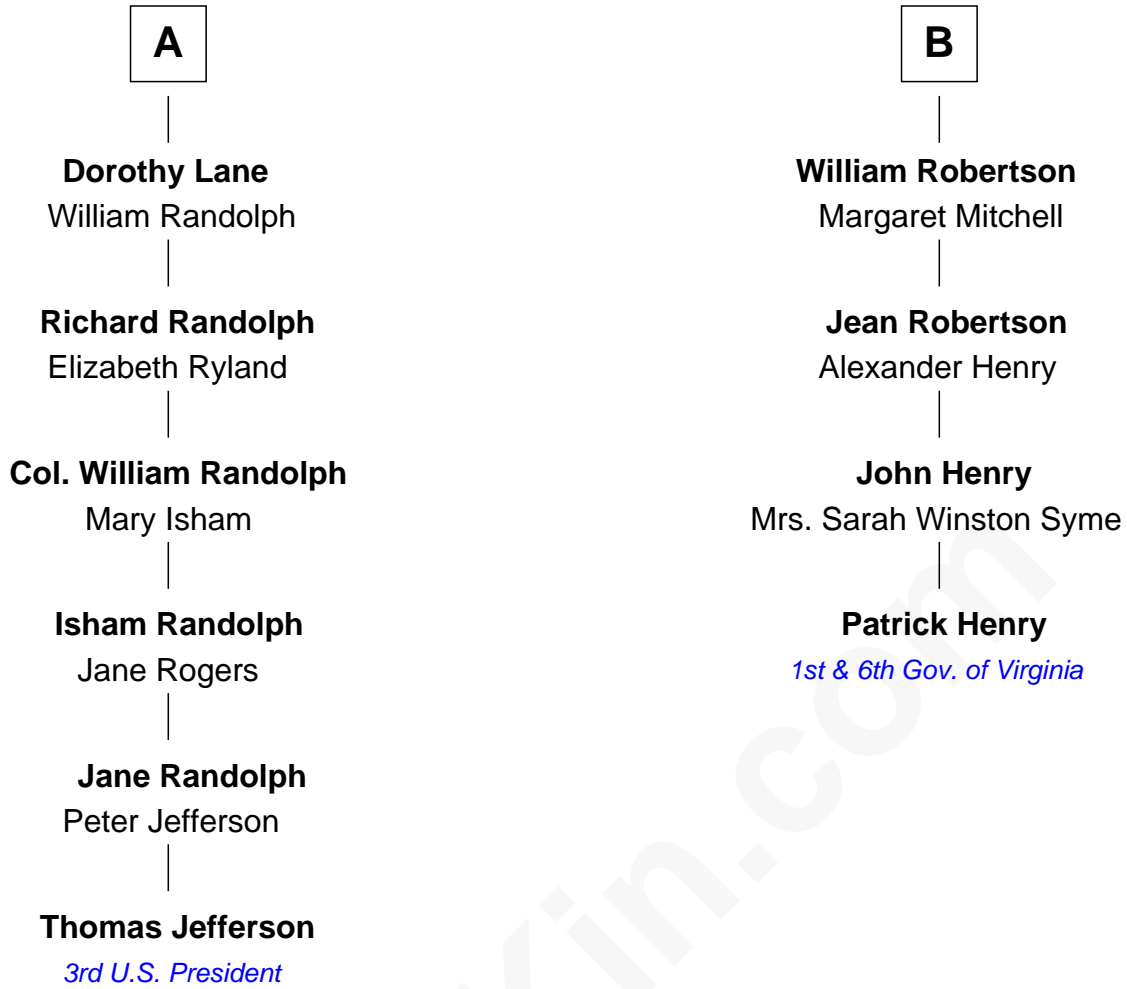 A
Dorothy Lane
William Randolph
Richard Randolph
Elizabeth Ryland
Col. William Randolph
Mary Isham
Isham Randolph
Jane Rogers
Jane Randolph
Peter Jefferson
Thomas Jefferson
3rd U.S. President
B
William Robertson
Margaret Mitchell
Jean Robertson
Alexander Henry
John Henry
Mrs. Sarah Winston Syme
Patrick Henry
1st & 6th Gov. of Virginia
Kin.com